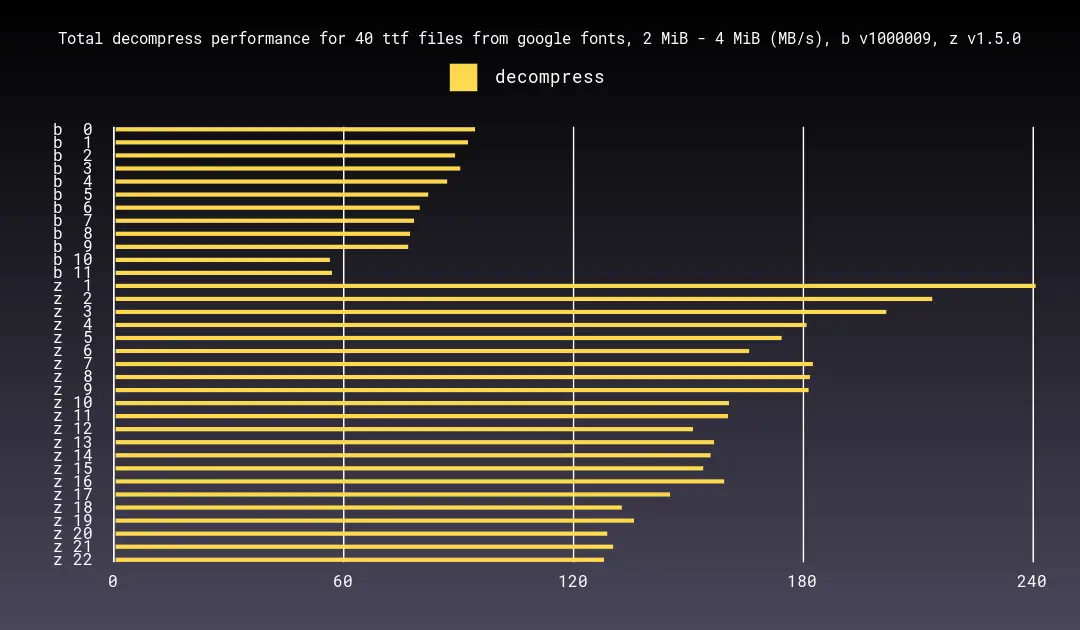 Total decompress performance for 40 ttf files from google fonts, 2 MiB - 4 MiB (MB/s), b v1000009, z v1.5.0
decompress
b 0
b 1
b 2
b 3
b 4
b 5
b 6
b 7
b 8
b 9
b 10
b 11
z 1
z 2
z 3
z 4
z 5
z 6
z 7
z 8
z 9
z 10
z 11
z 12
z 13
z 14
z 15
z 16
z 17
z 18
z 19
z 20
z 21
z 22
0 60 120 180 240